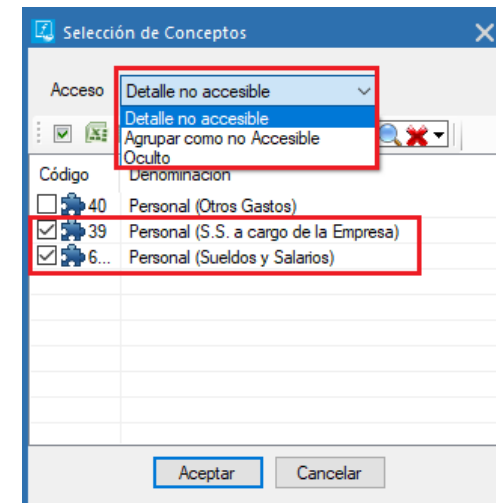 Selección de Conceptos
Acceso Detalle no accesible
Detalle no accesible
Agrupar como no Accesible
Oculto
Código Denominación
40 Personal (Otros Gastos)
39 Personal (S.S. a cargo de la Empresa)
6... Personal (Sueldos y Salarios)
Aceptar Cancelar